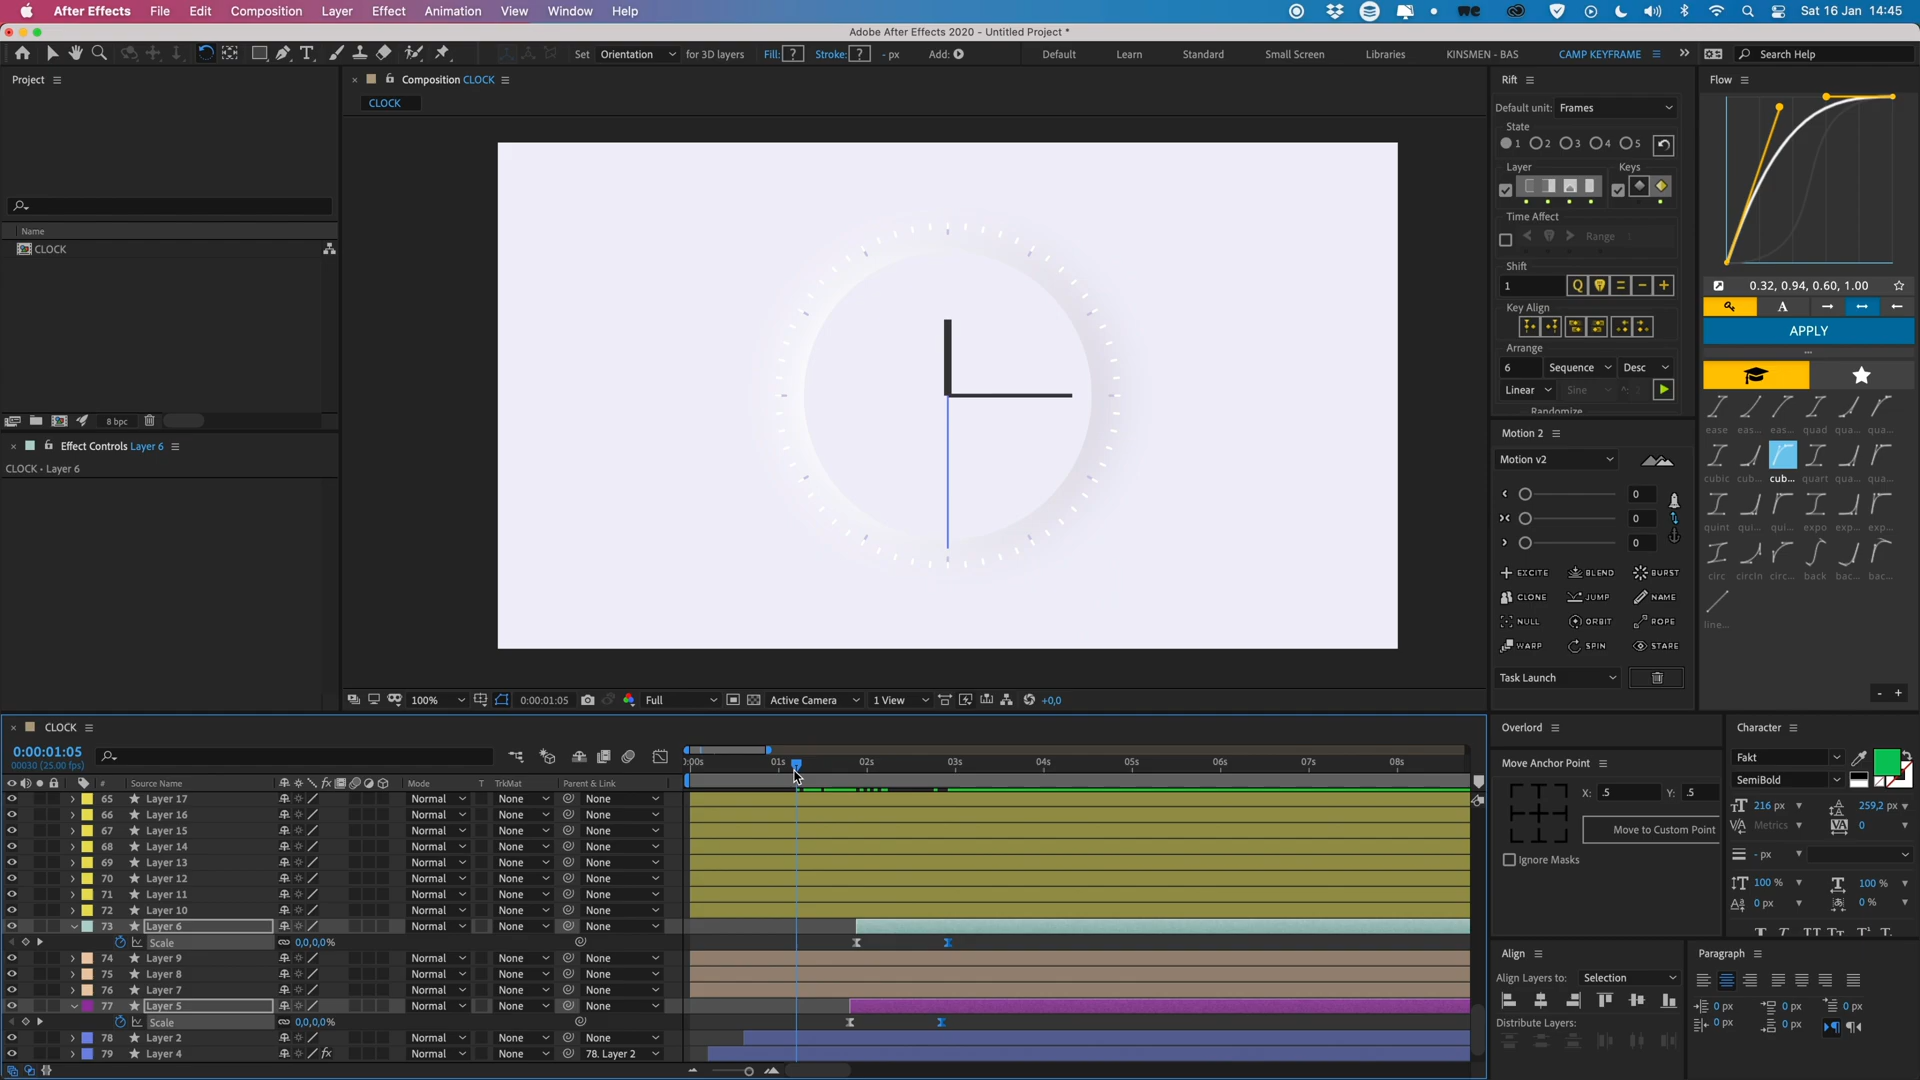 After Effects File Edit Composition Layer Effect Animation View Window Help Sat 16 Jan 14:45
Adobe After Effects 2020 - Untitled Project *
Set Orientation for 3D layers Fill: ? Stroke: ? - px Add: Default Learn Standard Small Screen Libraries KINSMEN - BAS CAMP KEYFRAME Search Help
Project
Name
CLOCK
8 bpc
Effect Controls Layer 6
CLOCK • Layer 6
Composition CLOCK
CLOCK
100% 0:00:01:05 Full Active Camera 1 View +0,0
Rift
Default unit: Frames
State
1 2 3 4 5
Layer Keys
Time Affect
Range
Shift
1
Key Align
Arrange
6 Sequence Desc
Linear Sine
Randomize
Motion 2
Motion v2
0
0
0
EXCITE BLEND BURST
CLONE JUMP NAME
NULL ORBIT ROPE
WARP SPIN STARE
Task Launch
Flow
0.32, 0.94, 0.60, 1.00
APPLY
ease eas... eas... quad qua... qua...
cubic cub... cub... quart qua... qua...
quint qui... qui... expo exp... exp...
circ circIn circ... back bac... bac...
line...
CLOCK
0:00:01:05
00030 (25.00 fps)
# Source Name Mode T TrkMat Parent & Link
):00s 01s 02s 03s 04s 05s 06s 07s 08s
65 Layer 17 Normal None None
66 Layer 16 Normal None None
67 Layer 15 Normal None None
68 Layer 14 Normal None None
69 Layer 13 Normal None None
70 Layer 12 Normal None None
71 Layer 11 Normal None None
72 Layer 10 Normal None None
73 Layer 6 Normal None None
Scale 0,0,0,0%
74 Layer 9 Normal None None
75 Layer 8 Normal None None
76 Layer 7 Normal None None
77 Layer 5 Normal None None
Scale 0,0,0,0%
78 Layer 2 Normal None None
79 Layer 4 Normal None 78. Layer 2
Overlord
Move Anchor Point
X: .5 Y: .5
Move to Custom Point
Ignore Masks
Align
Align Layers to: Selection
Distribute Layers:
Character
Fakt
SemiBold
216 px 259,2 px
Metrics 0
- px
100 % 100 %
0 px 0 %
Paragraph
0 px 0 px 0 px
0 px 0 px